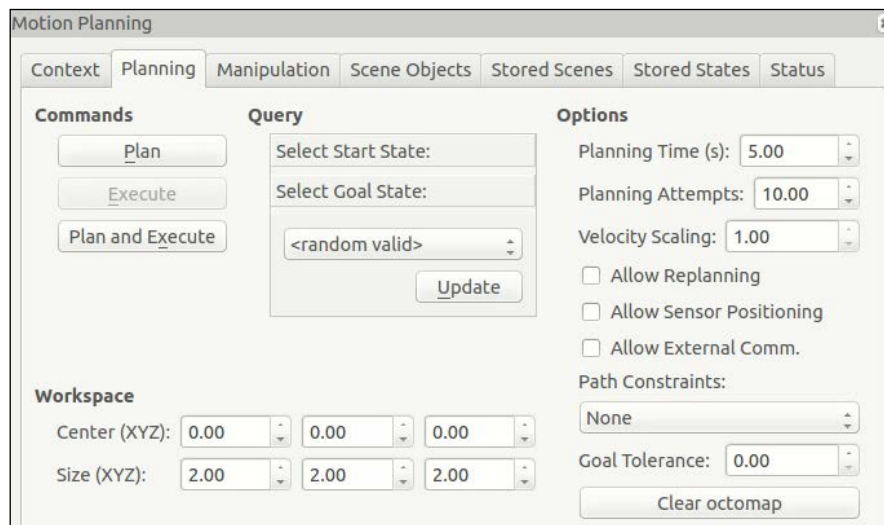 Motion Planning
Context Planning Manipulation Scene Objects Stored Scenes Stored States Status
Commands
Plan
Execute
Plan and Execute
Query
Select Start State:
Select Goal State:
<random valid>
Update
Workspace
Center (XYZ): 0.00 0.00 0.00
Size (XYZ): 2.00 2.00 2.00
Options
Planning Time (s): 5.00
Planning Attempts: 10.00
Velocity Scaling: 1.00
Allow Replanning
Allow Sensor Positioning
Allow External Comm.
Path Constraints:
None
Goal Tolerance: 0.00
Clear octomap